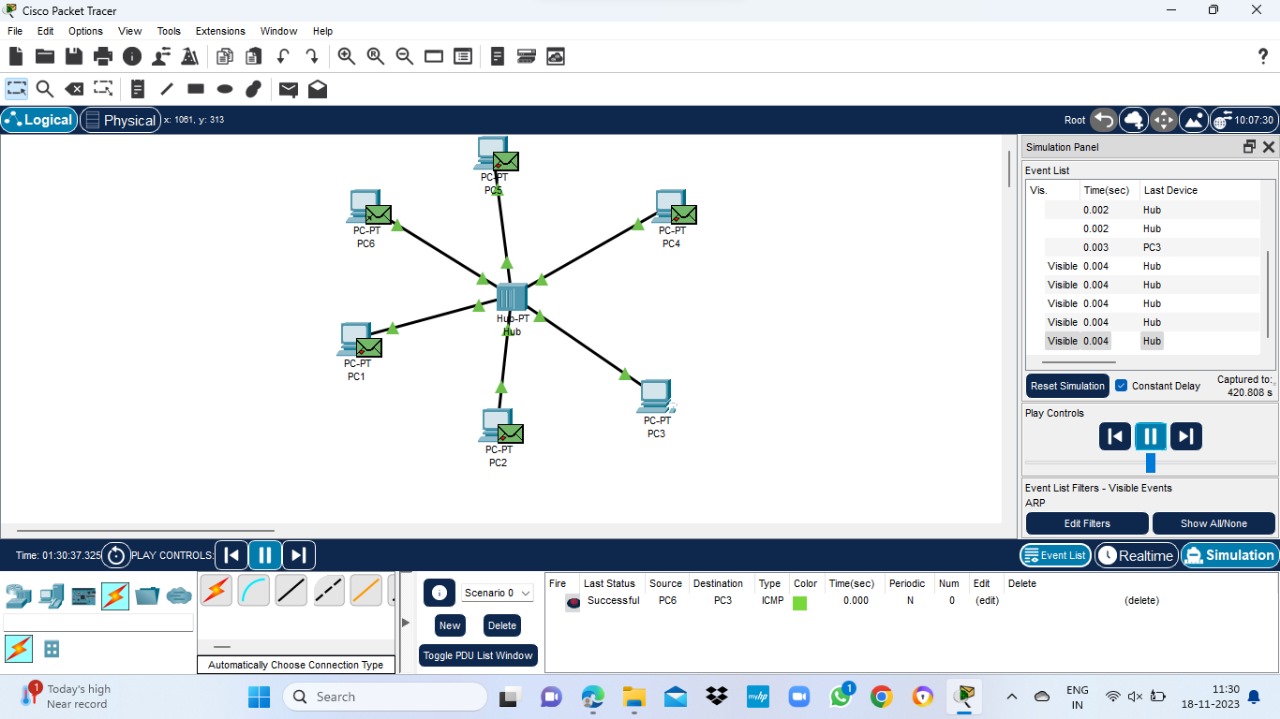 Cisco Packet Tracer
File Edit Options View Tools Extensions Window Help
?
Logical Physical x: 1061, y: 313 Root 10:07:30
PC-PT
PC5
PC-PT
PC6
PC-PT
PC4
Hub-PT
Hub
PC-PT
PC1
PC-PT
PC2
PC-PT
PC3
Simulation Panel
Event List
Vis. Time(sec) Last Device
0.002 Hub
0.002 Hub
0.003 PC3
Visible 0.004 Hub
Visible 0.004 Hub
Visible 0.004 Hub
Visible 0.004 Hub
Visible 0.004 Hub
Reset Simulation Constant Delay Captured to:
420.808 s
Play Controls
Event List Filters - Visible Events
ARP
Edit Filters Show All/None
Time: 01:30:37.325 PLAY CONTROLS: Event List Realtime Simulation
Automatically Choose Connection Type
Scenario 0
New Delete
Toggle PDU List Window
Fire Last Status Source Destination Type Color Time(sec) Periodic Num Edit Delete
Successful PC6 PC3 ICMP 0.000 N 0 (edit) (delete)
1
Today's high
Near record
Search
myhp
1
ENG
IN
11:30
18-11-2023